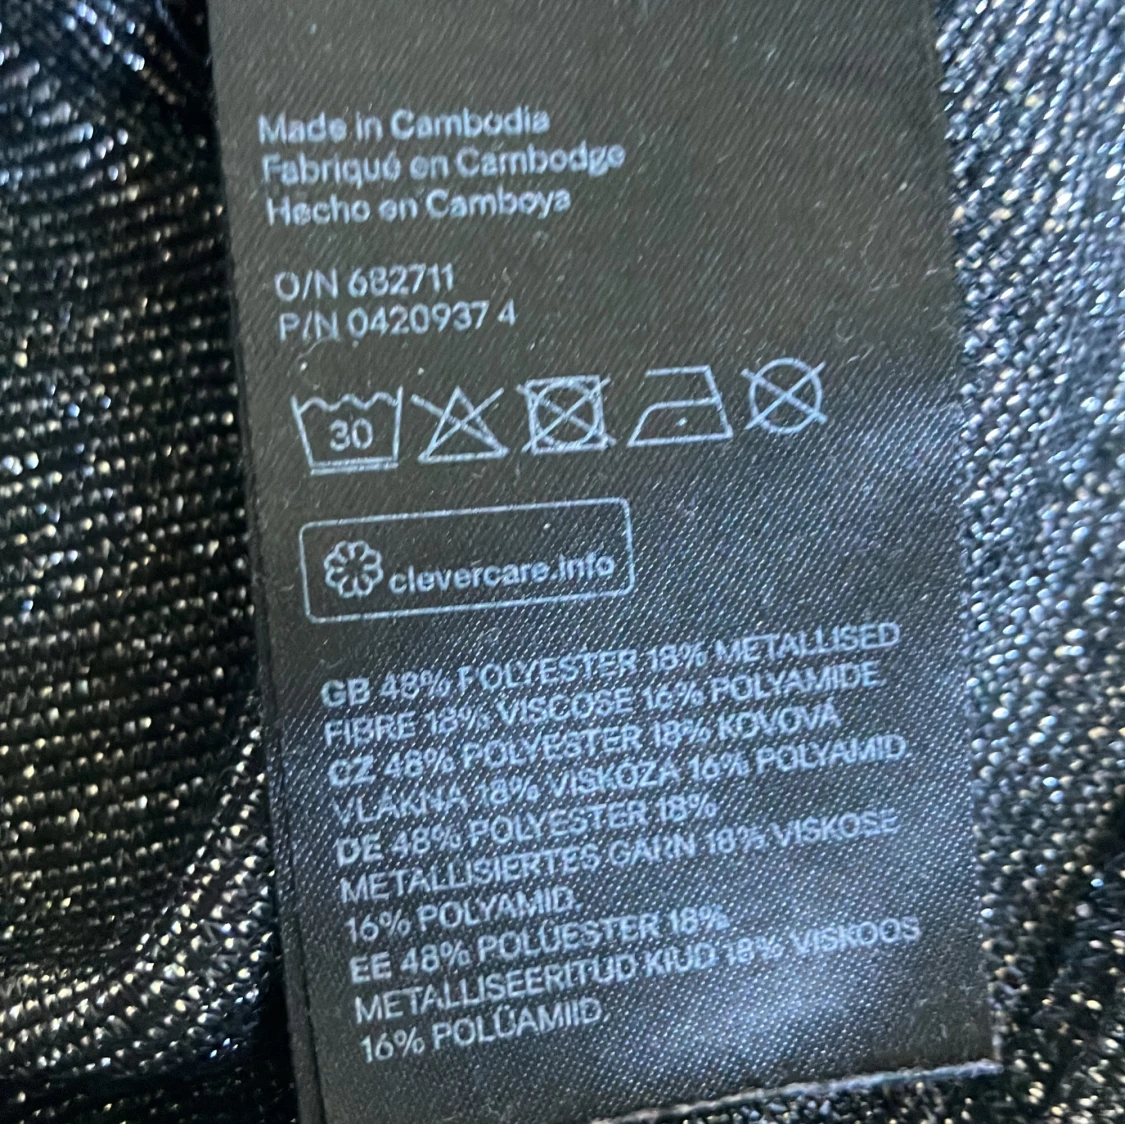 Made in Cambodia
Fabriqué en Cambodge
Hecho en Camboya
O/N 682711
P/N 0420937 4
30
clevercare.info
GB 48% POLYESTER 18% METALLISED
FIBRE 18% VISCOSE 16% POLYAMIDE
CZ 48% POLYESTER 18% KOVOVÁ
VLÁKNA 18% VISKÓZA 16% POLYAMID.
DE 48% POLYESTER 18%
METALLISIERTES GARN 18% VISKOSE
16% POLYAMID.
EE 48% POLÜESTER 18%
METALLISEERITUD KIUD 18% VISKOOS
16% POLÜAMIID.